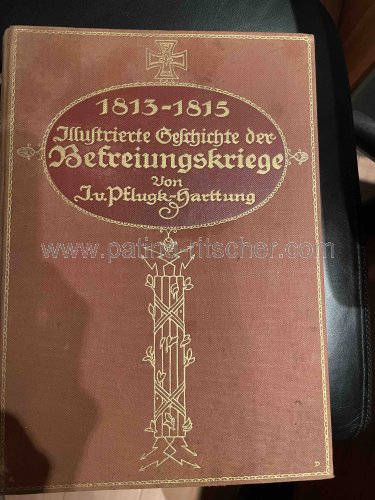 1813-1815
Illustrierte Geschichte der
Befreiungskriege
Von
J.v.Pflugk-Harttung
www.patina-ritscher.com
D